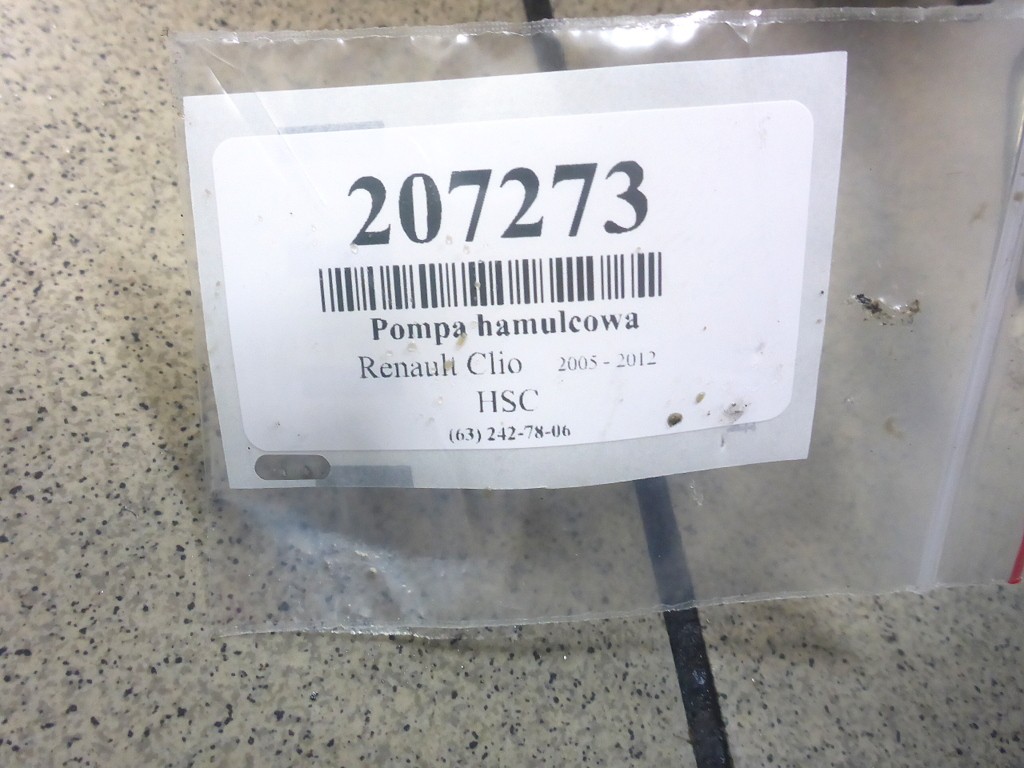 207273
Pompa hamulcowa
Renault Clio 2005 - 2012
HSC
(63) 242-78-06